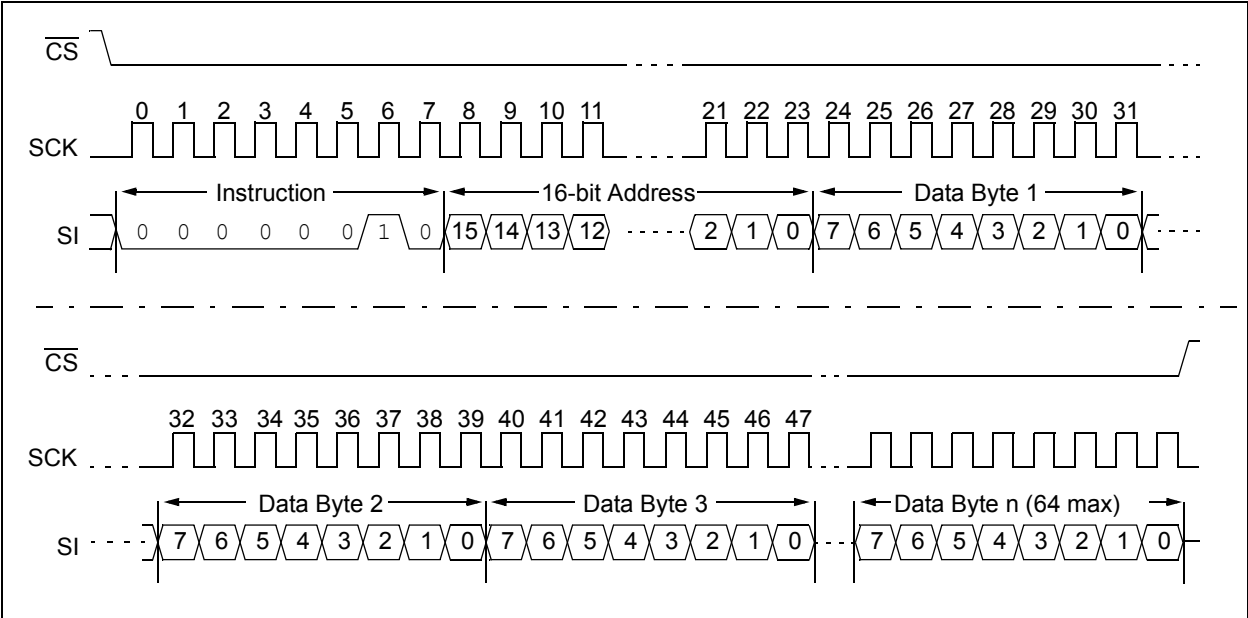 CS
0 1 2 3 4 5 6 7 8 9 10 11 21 22 23 24 25 26 27 28 29 30 31
SCK
Instruction 16-bit Address Data Byte 1
SI 0 0 0 0 0 0 1 0 15 14 13 12 2 1 0 7 6 5 4 3 2 1 0
CS
32 33 34 35 36 37 38 39 40 41 42 43 44 45 46 47
SCK
Data Byte 2 Data Byte 3 Data Byte n (64 max)
SI 7 6 5 4 3 2 1 0 7 6 5 4 3 2 1 0 7 6 5 4 3 2 1 0